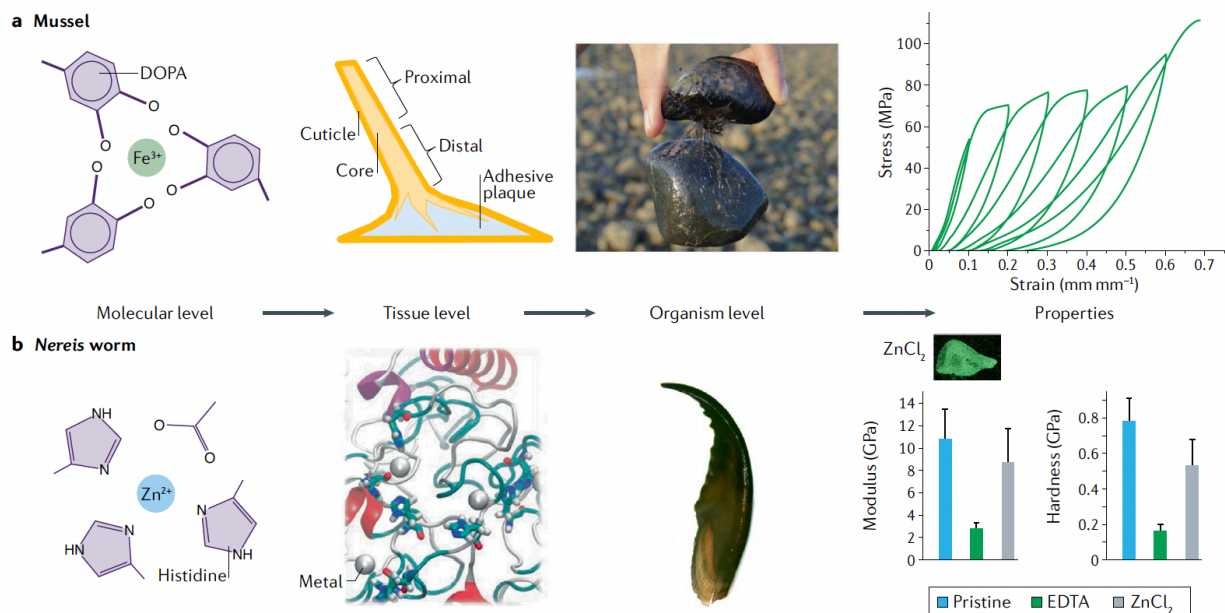 a Mussel
DOPA
O
O
O
O
O
O
Fe³⁺
Proximal
Cuticle
Distal
Core
Adhesive
plaque
Stress (MPa)
100
80
60
40
20
0
0 0.1 0.2 0.3 0.4 0.5 0.6 0.7
Strain (mm mm⁻¹)
Molecular level
Tissue level
Organism level
Properties
b Nereis worm
NH
N
O
O
Zn²⁺
N
HN
N
NH
Histidine
Metal
ZnCl₂
Modulus (GPa)
14
12
10
8
6
4
2
0
Hardness (GPa)
0.8
0.6
0.4
0.2
0
Pristine EDTA ZnCl₂